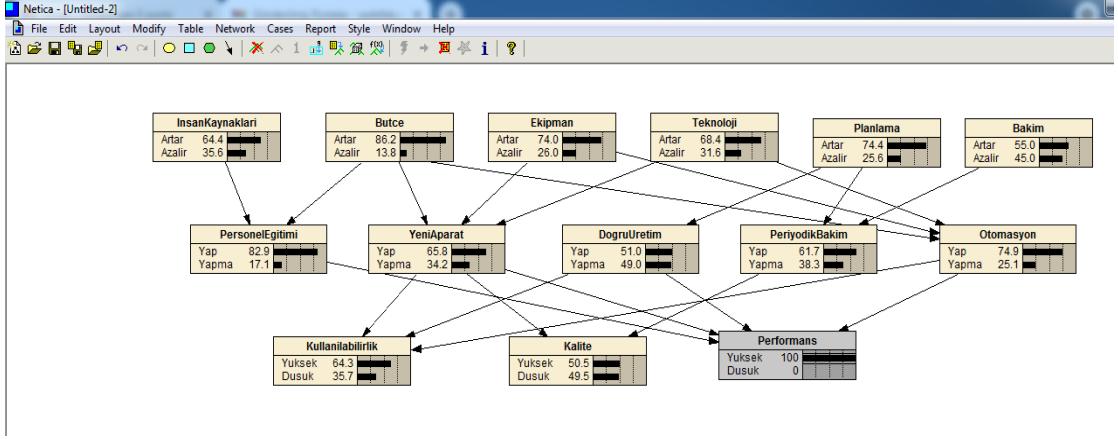 Netica - [Untitled-2]
File Edit Layout Modify Table Network Cases Report Style Window Help
InsanKaynaklari
Artar 64.4
Azalir 35.6
Butce
Artar 86.2
Azalir 13.8
Ekipman
Artar 74.0
Azalir 26.0
Teknoloji
Artar 68.4
Azalir 31.6
Planlama
Artar 74.4
Azalir 25.6
Bakim
Artar 55.0
Azalir 45.0
PersonelEgitimi
Yap 82.9
Yapma 17.1
YeniAparat
Yap 65.8
Yapma 34.2
DogruUretim
Yap 51.0
Yapma 49.0
PeriyodikBakim
Yap 61.7
Yapma 38.3
Otomasyon
Yap 74.9
Yapma 25.1
Kullanilabilirlik
Yuksek 64.3
Dusuk 35.7
Kalite
Yuksek 50.5
Dusuk 49.5
Performans
Yuksek 100
Dusuk 0